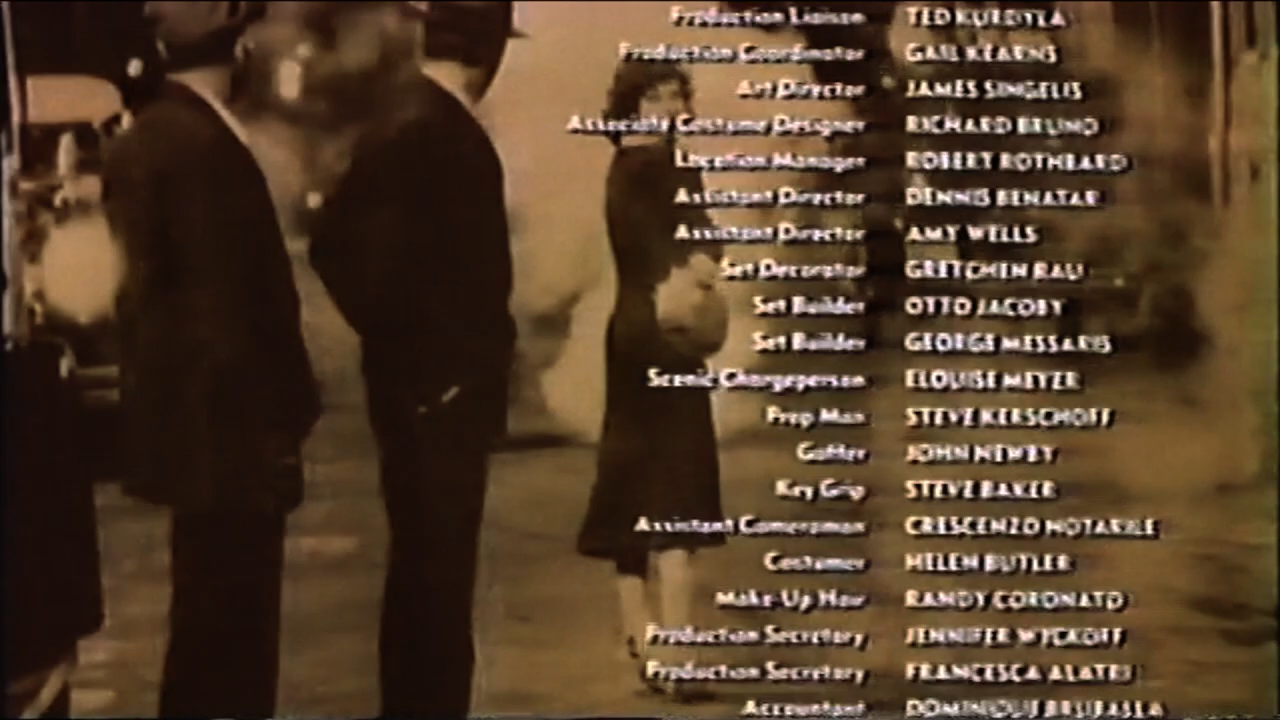 Production Liaison TED KURDYLA
Production Coordinator GAIL KEARNS
Art Director JAMES SINGELIS
Associate Costume Designer RICHARD BRUNO
Location Manager ROBERT ROTHBARD
Assistant Director DENNIS BENATAR
Assistant Director AMY WELLS
Set Decorator GRETCHEN RAU
Set Builder OTTO JACOBY
Set Builder GEORGE MESSARIS
Scenic Chargeperson ELOUISE MEYER
Prop Man STEVE KERSCHOFF
Gaffer JOHN NEWBY
Key Grip STEVE BAKER
Assistant Cameraman CRESCENZO NOTARILE
Costumer HELEN BUTLER
Make-Up Hair RANDY CORONATO
Production Secretary JENNIFER WYCKOFF
Production Secretary FRANCESCA ALATRI
Accountant DOMINIQUE